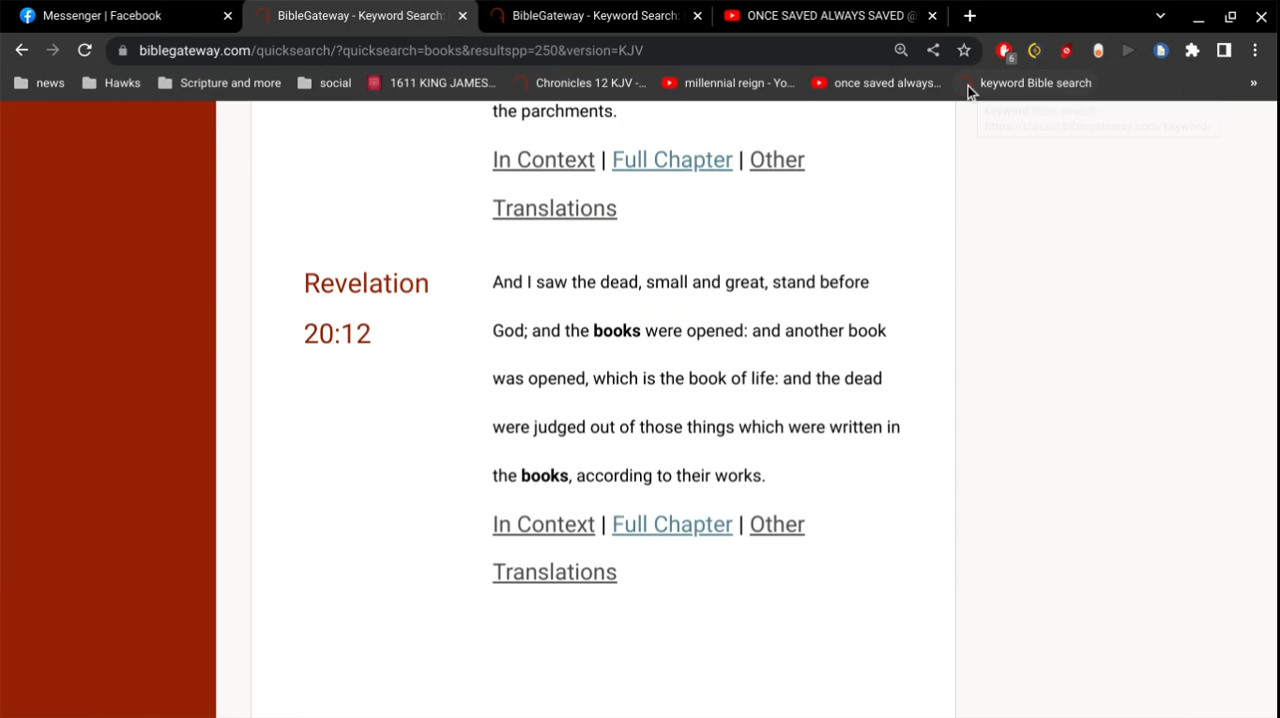 Messenger | Facebook
BibleGateway - Keyword Search:
BibleGateway - Keyword Search:
ONCE SAVED ALWAYS SAVED @
biblegateway.com/quicksearch/?quicksearch=books&resultspp=250&version=KJV
6
news
Hawks
Scripture and more
social
1611 KING JAMES...
Chronicles 12 KJV -...
millennial reign - Yo...
once saved always...
keyword Bible search
»
keyword Bible search
the parchments.
In Context | Full Chapter | Other
Translations
Revelation
20:12
And I saw the dead, small and great, stand before
God; and the books were opened: and another book
was opened, which is the book of life: and the dead
were judged out of those things which were written in
the books, according to their works.
In Context | Full Chapter | Other
Translations